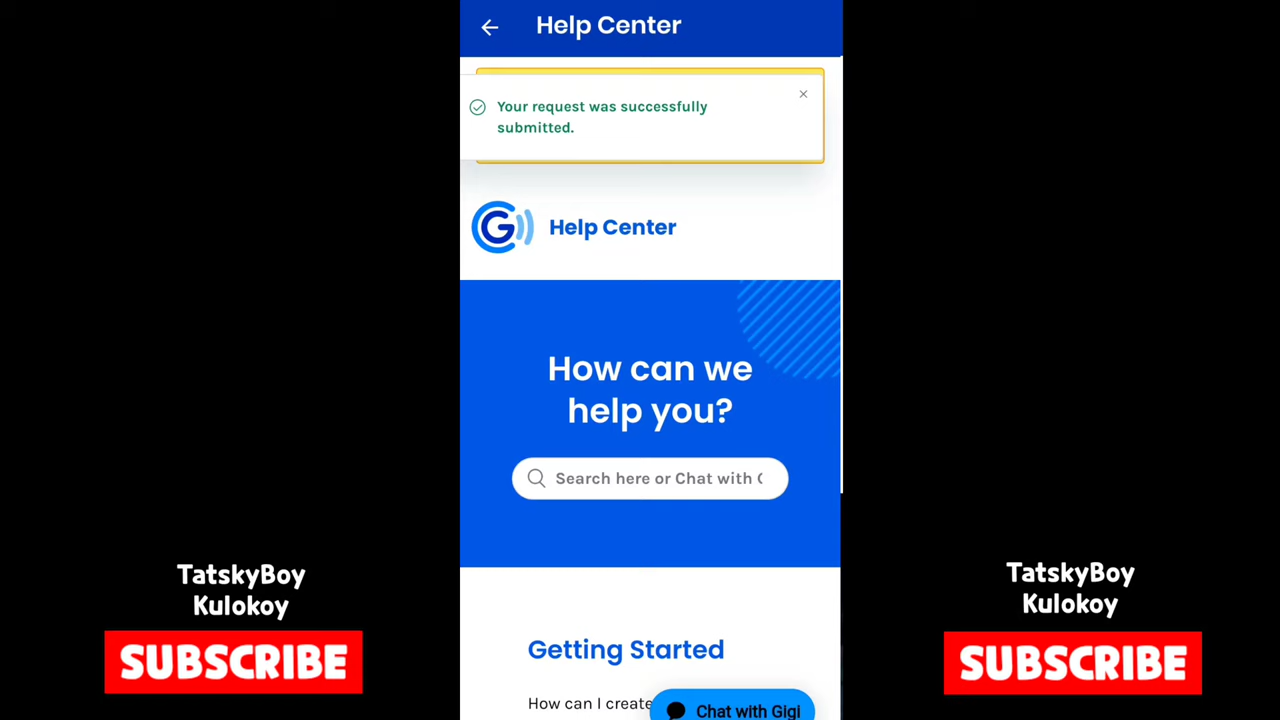 Help Center
Your request was successfully
submitted.
Help Center
How can we
help you?
Search here or Chat with
Getting Started
How can I create
Chat with Gigi
TatskyBoy
Kulokoy
SUBSCRIBE
TatskyBoy
Kulokoy
SUBSCRIBE